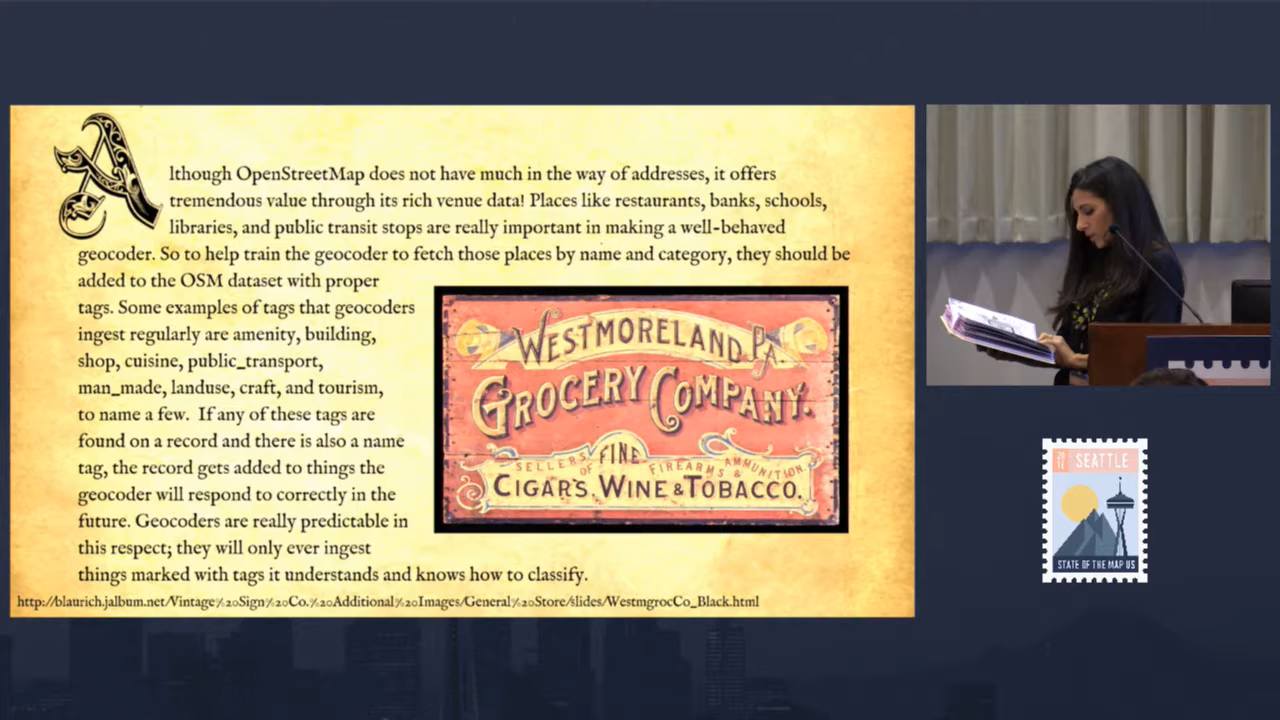 Although OpenStreetMap does not have much in the way of addresses, it offers
tremendous value through its rich venue data! Places like restaurants, banks, schools,
libraries, and public transit stops are really important in making a well-behaved
geocoder. So to help train the geocoder to fetch those places by name and category, they should be
added to the OSM dataset with proper
tags. Some examples of tags that geocoders
ingest regularly are amenity, building,
shop, cuisine, public_transport,
man_made, landuse, craft, and tourism,
to name a few. If any of these tags are
found on a record and there is also a name
tag, the record gets added to things the
geocoder will respond to correctly in the
future. Geocoders are really predictable in
this respect; they will only ever ingest
things marked with tags it understands and knows how to classify.
WESTMORELAND PA.
GROCERY COMPANY.
FINE
SELLERS OF FIREARMS & AMMUNITION.
CIGARS, WINE & TOBACCO.
http://blaurich.jalbum.net/Vintage%20Sign%20Co.%20Additional%20Images/General%20Store/slides/WestmgrocCo_Black.html
SEATTLE
STATE OF THE MAP US